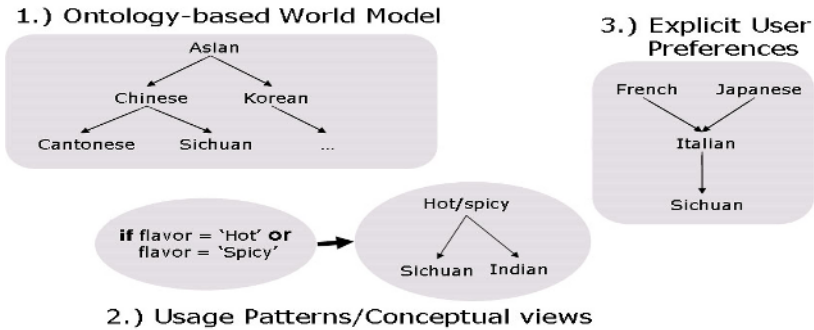 1.) Ontology-based World Model
Asian
Chinese Korean
Cantonese Sichuan ...
3.) Explicit User
Preferences
French Japanese
Italian
Sichuan
if flavor = ‘Hot’ or
flavor = ‘Spicy’
Hot/spicy
Sichuan Indian
2.) Usage Patterns/Conceptual views